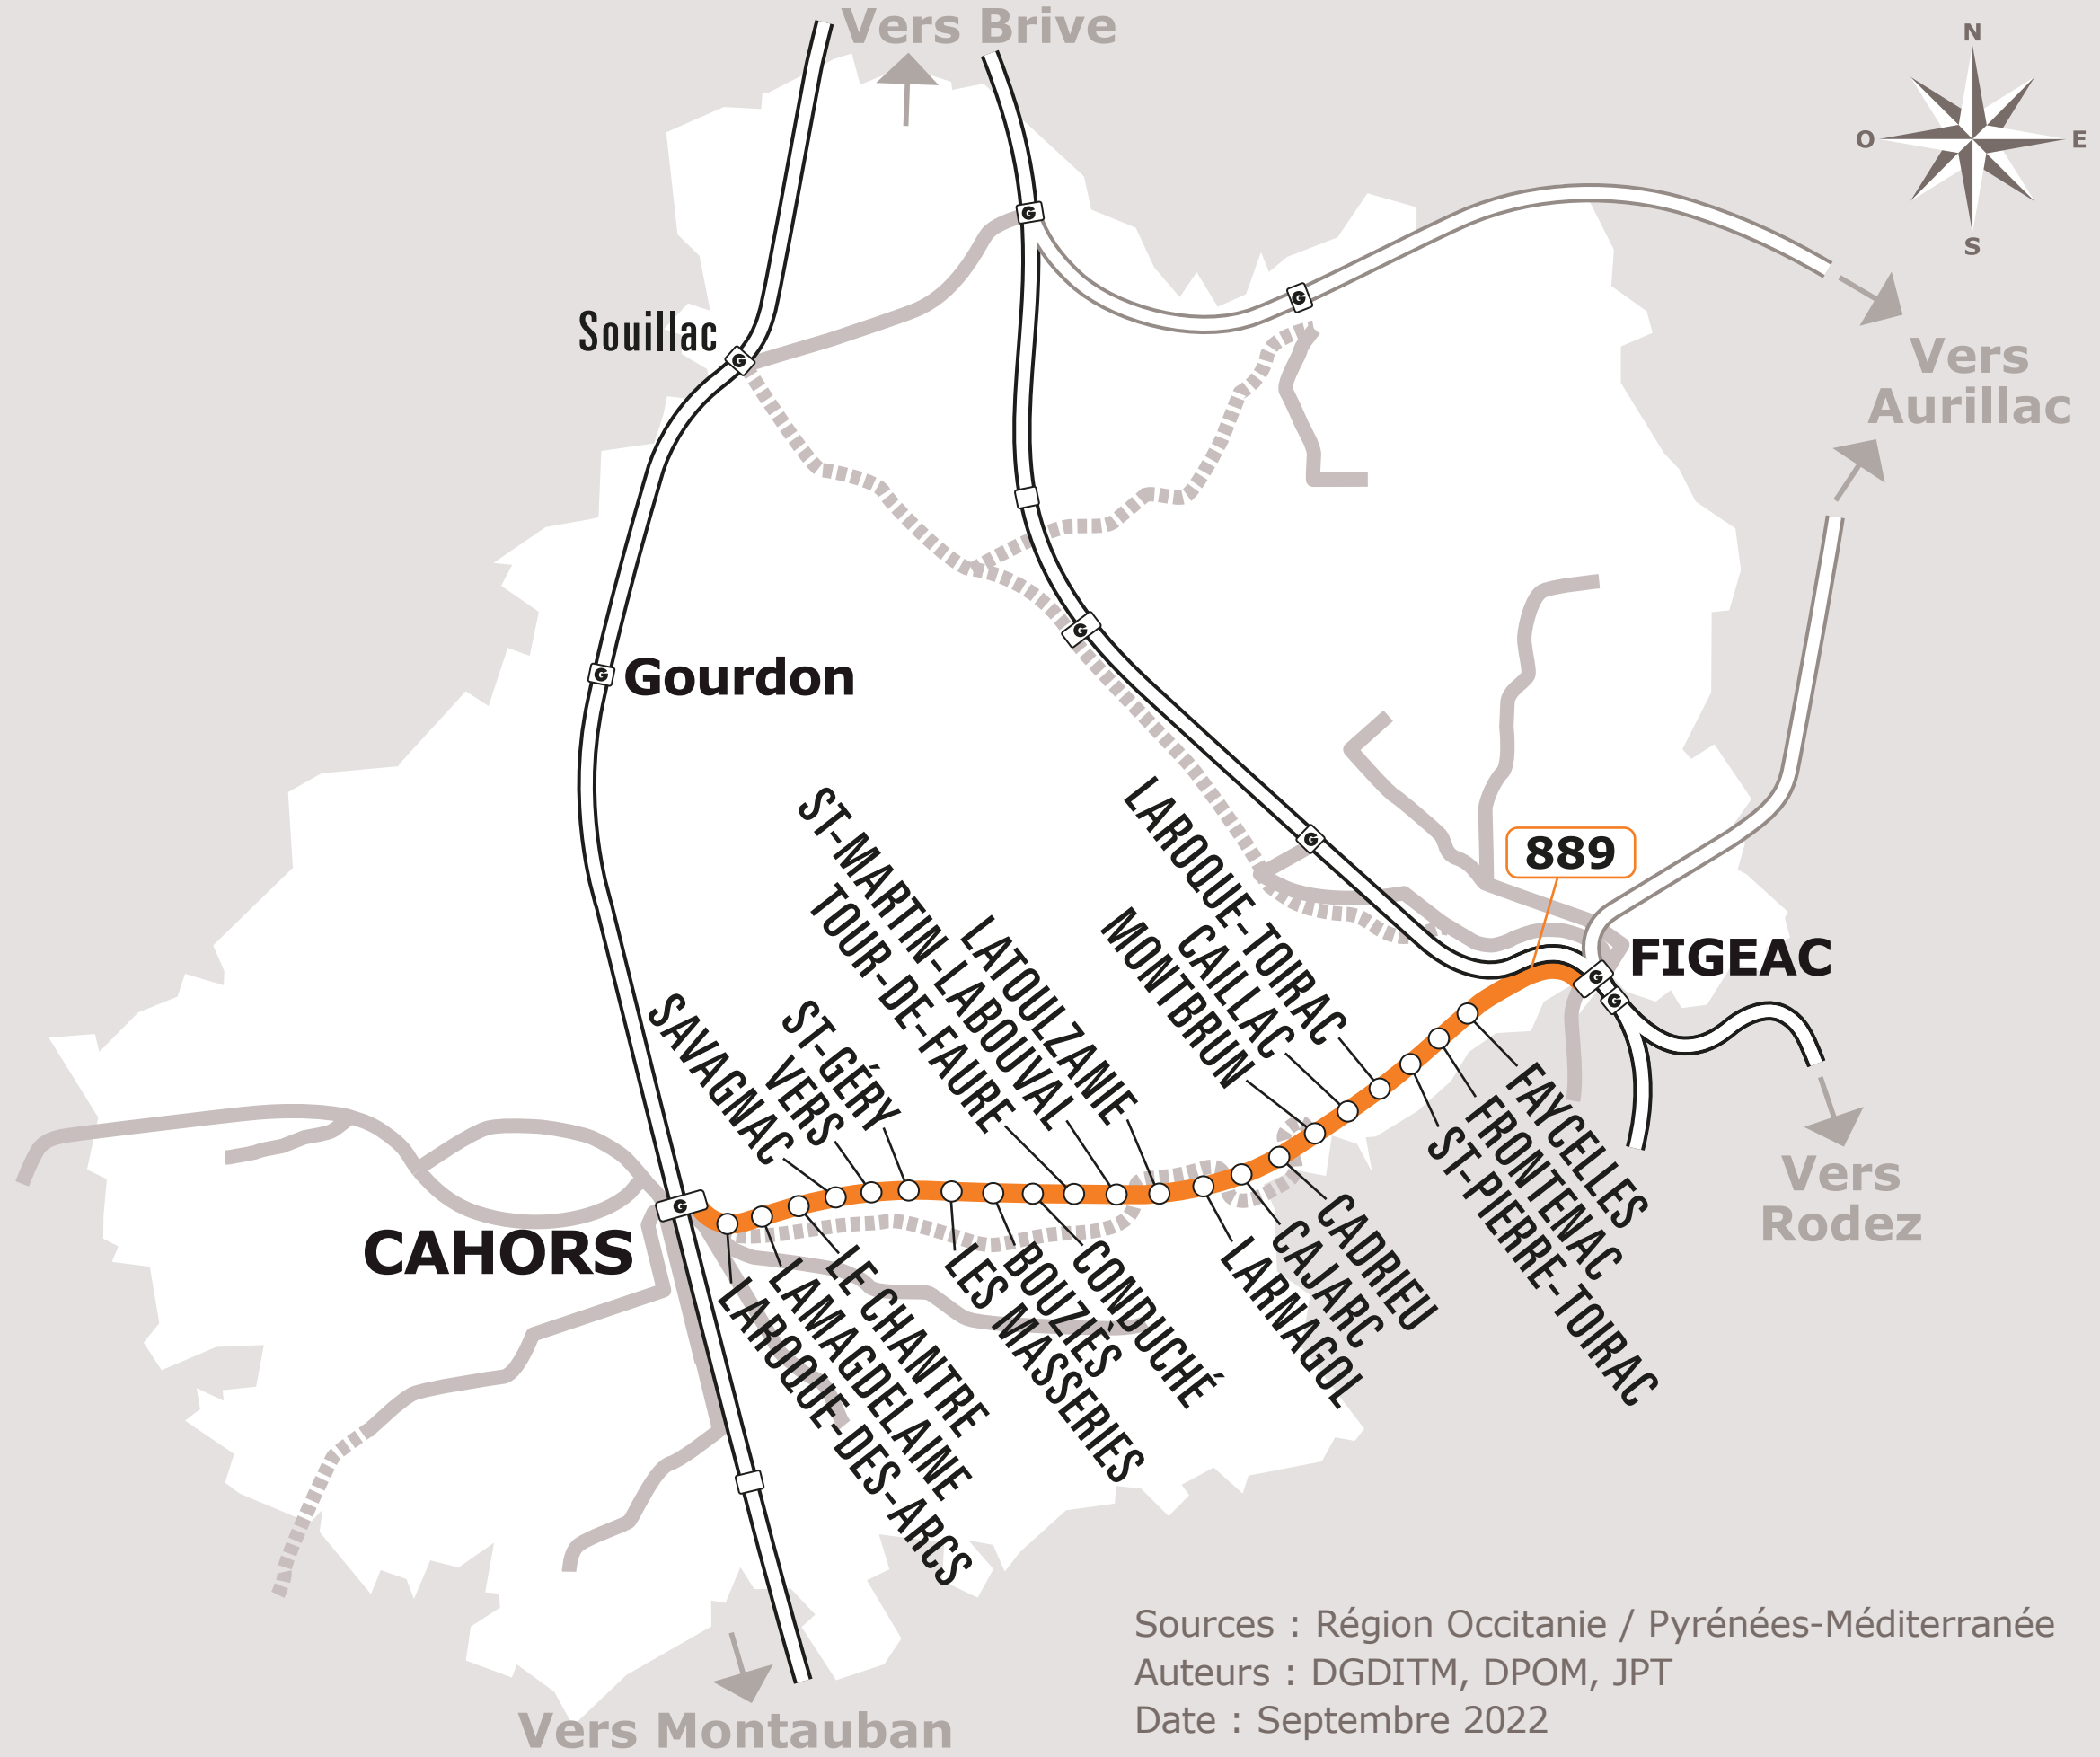 Vers Brive
N
O
E
S
Souillac
G
G
G
Vers
Aurillac
G
Gourdon
G
G
889
FIGEAC
G
G
ST-MARTIN-LABOUVAL
TOUR-DE-FAURE
LATOULZANIE
LAROQUE-TOIRAC
CAILLAC
MONTBRUN
SAVAGNAC
ST-GÉRY
VERS
CAHORS
G
LAROQUE-DES-ARCS
LAMAGDELAINE
LE CHANTRE
LES MASSERIES
BOUZIÈS
CONDUCHÉ
LARNAGOL
CAJARC
CADRIEU
ST-PIERRE-TOIRAC
FRONTENAC
FAYCELLES
Vers
Rodez
Vers Montauban
Sources : Région Occitanie / Pyrénées-Méditerranée
Auteurs : DGDITM, DPOM, JPT
Date : Septembre 2022